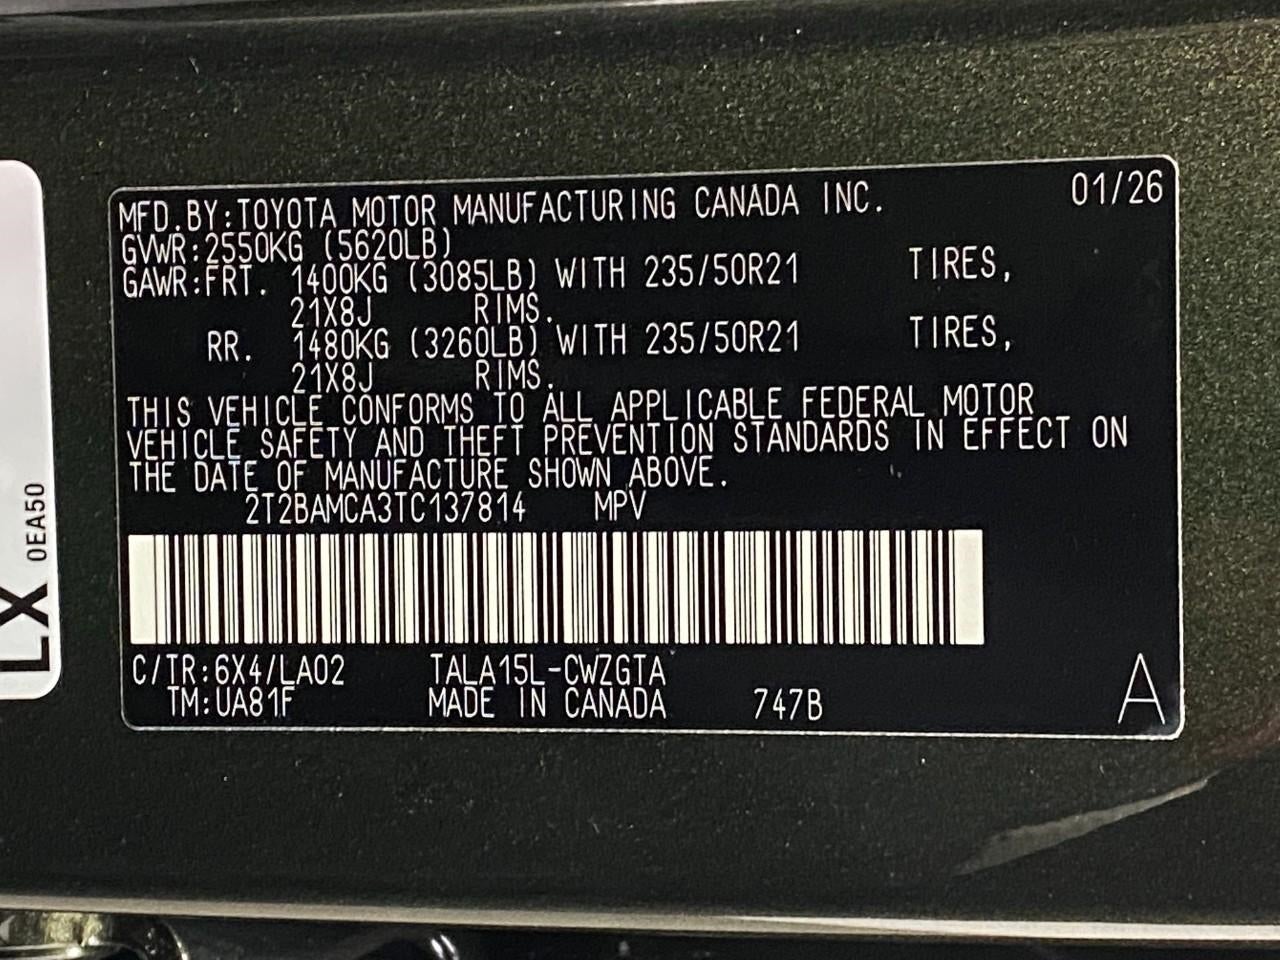 MFD.BY:TOYOTA MOTOR MANUFACTURING CANADA INC. 01/26
GVWR:2550KG (5620LB)
GAWR:FRT. 1400KG (3085LB) WITH 235/50R21 TIRES,
21X8J RIMS.
RR. 1480KG (3260LB) WITH 235/50R21 TIRES,
21X8J RIMS.
THIS VEHICLE CONFORMS TO ALL APPLICABLE FEDERAL MOTOR
VEHICLE SAFETY AND THEFT PREVENTION STANDARDS IN EFFECT ON
THE DATE OF MANUFACTURE SHOWN ABOVE.
2T2BAMCA3TC137814 MPV
C/TR:6X4/LA02 TALA15L-CWZGTA
TM:UA81F MADE IN CANADA 747B A
LX 0EA50